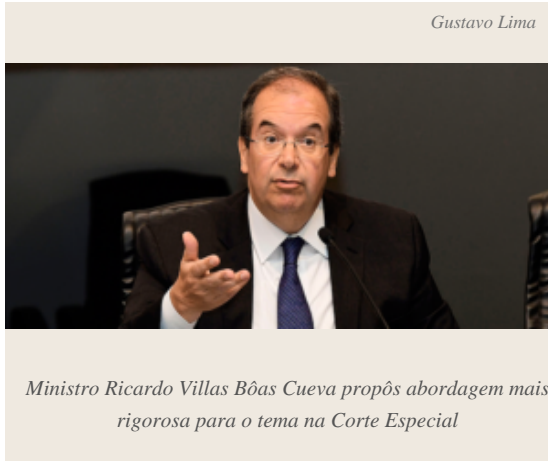 Gustavo Lima
Ministro Ricardo Villas Bôas Cueva propôs abordagem mais
rigorosa para o tema na Corte Especial